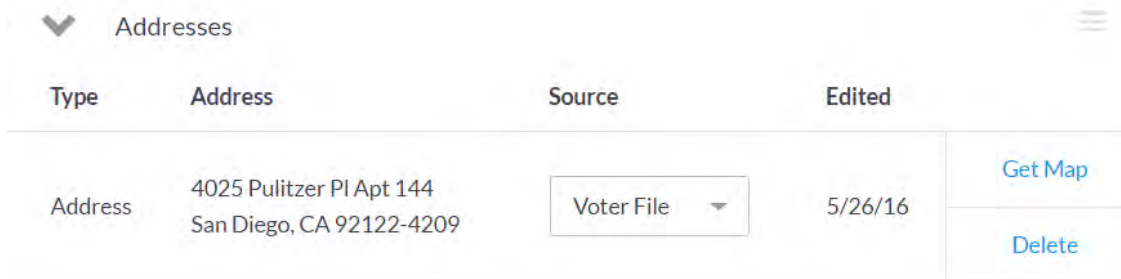 Addresses
Type Address Source Edited
Address 4025 Pulitzer Pl Apt 144 San Diego, CA 92122-4209 Voter File 5/26/16 Get Map
Delete